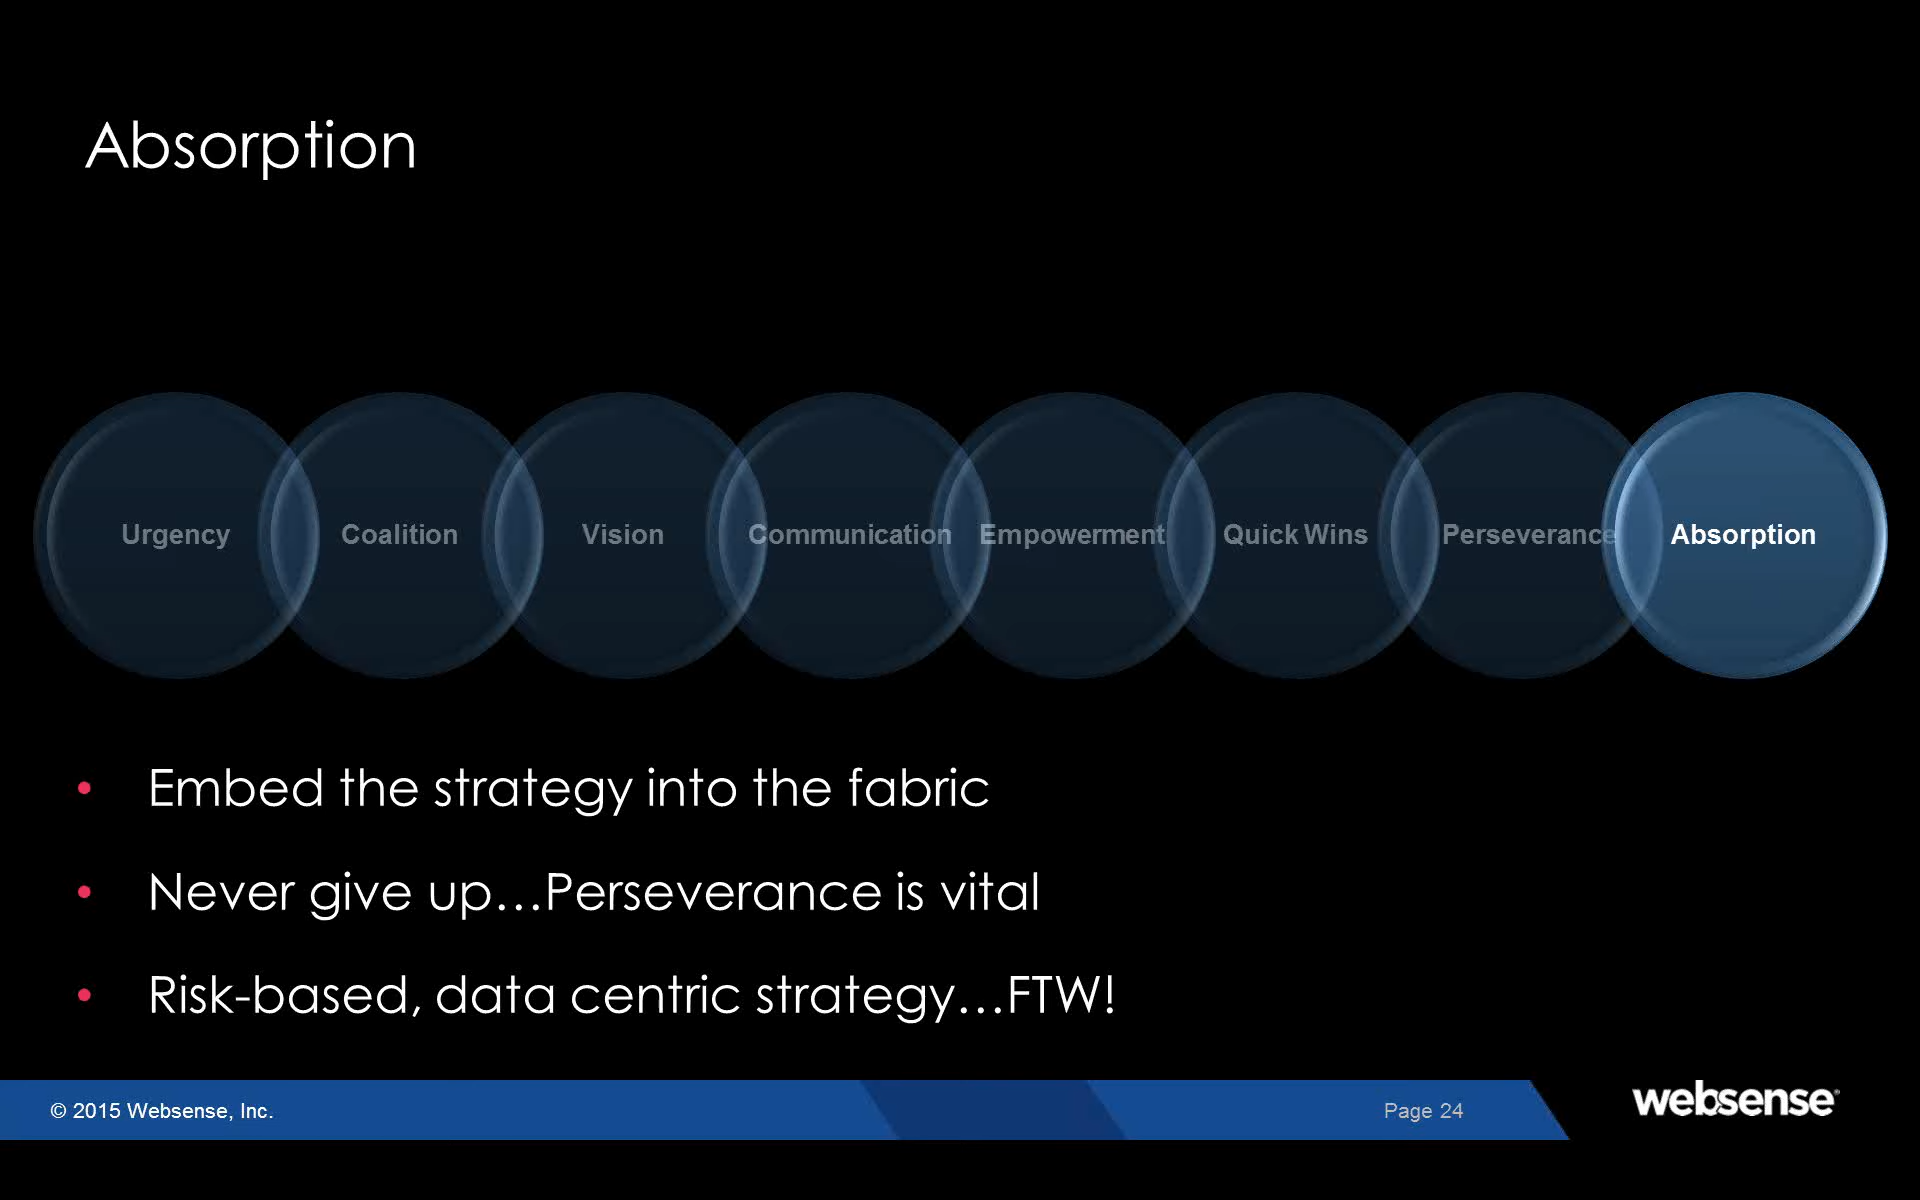 Absorption
Urgency Coalition Vision Communication Empowerment Quick Wins Perseverance Absorption
• Embed the strategy into the fabric
• Never give up…Perseverance is vital
• Risk-based, data centric strategy…FTW!
© 2015 Websense, Inc. Page 24 websense®